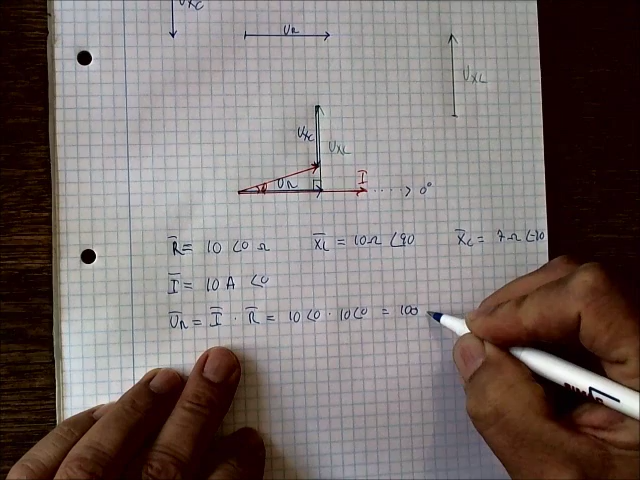 U_XC
U_R
U_XL
U_XC
U_XL
U_R
φ
I
0°
R̅ = 10 ∠0 Ω
X̅_L = 10Ω ∠90
X̅_C = 7Ω ∠-90
I̅ = 10 A ∠0
U̅_R = I̅ · R̅ = 10∠0 · 10∠0 = 100